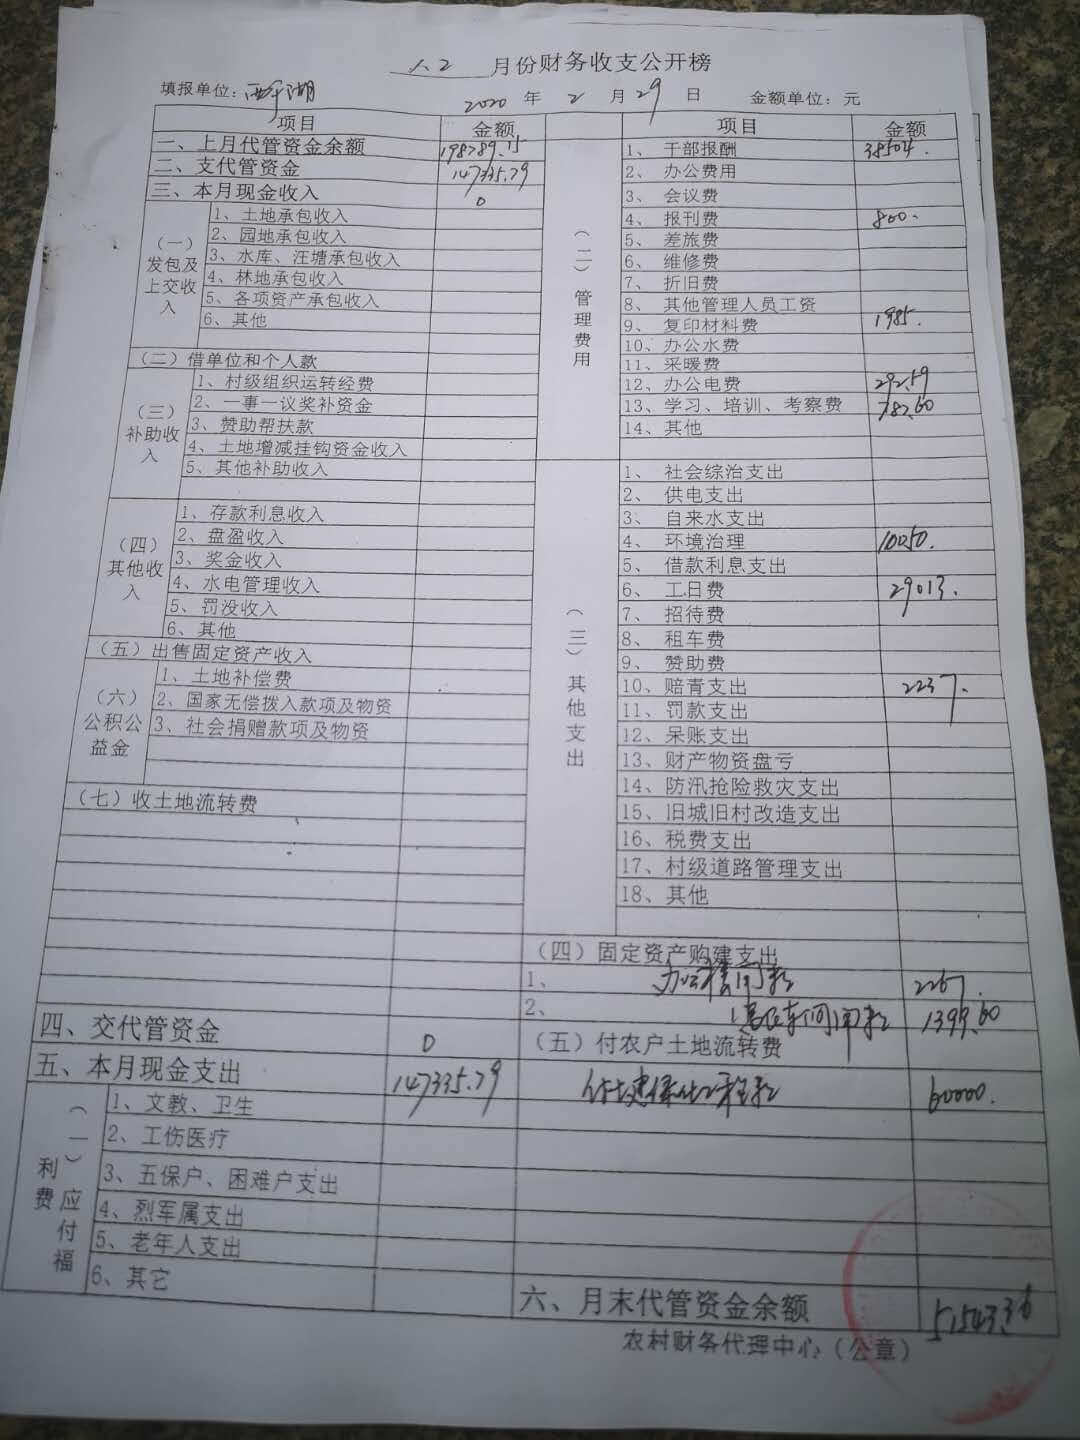 1.2 月份财务收支公开榜
填报单位：西平湖 2020 年 2 月 29 日 金额单位：元
项目 金额
一、上月代管资金余额 198789.15
二、支代管资金 147335.79
三、本月现金收入 0
（一）发包及上交收入
1、土地承包收入
2、园地承包收入
3、水库、汪塘承包收入
4、林地承包收入
5、各项资产承包收入
6、其他
（二）借单位和个人款
（三）补助收入
1、村级组织运转经费
2、一事一议奖补资金
3、赞助帮扶款
4、土地增减挂钩资金收入
5、其他补助收入
（四）其他收入
1、存款利息收入
2、盘盈收入
3、奖金收入
4、水电管理收入
5、罚没收入
6、其他
（五）出售固定资产收入
（六）公积公益金
1、土地补偿费
2、国家无偿拨入款项及物资
3、社会捐赠款项及物资
（七）收土地流转费
四、交代管资金 0
五、本月现金支出 147335.79
（一）应付福利费
1、文教、卫生
2、工伤医疗
3、五保户、困难户支出
4、烈军属支出
5、老年人支出
6、其它
项目 金额
（二）管理费用
1、干部报酬 38504.
2、办公费用
3、会议费
4、报刊费 800.
5、差旅费
6、维修费
7、折旧费
8、其他管理人员工资
9、复印材料费 1985.
10、办公水费
11、采暖费
12、办公电费 292.59
13、学习、培训、考察费 782.60
14、其他
（三）其他支出
1、社会综治支出
2、供电支出
3、自来水支出
4、环境治理 10050.
5、借款利息支出
6、工日费 29013.
7、招待费
8、租车费
9、赞助费
10、赔青支出 2237.
11、罚款支出
12、呆账支出
13、财产物资盘亏
14、防汛抢险救灾支出
15、旧城旧村改造支出
16、税费支出
17、村级道路管理支出
18、其他
（四）固定资产购建支出
1、办公楼门款 2267.
2、车间门款 1399.60
（五）付农户土地流转费
工程款 60000.
六、月末代管资金余额 51543.36
农村财务代理中心（公章）